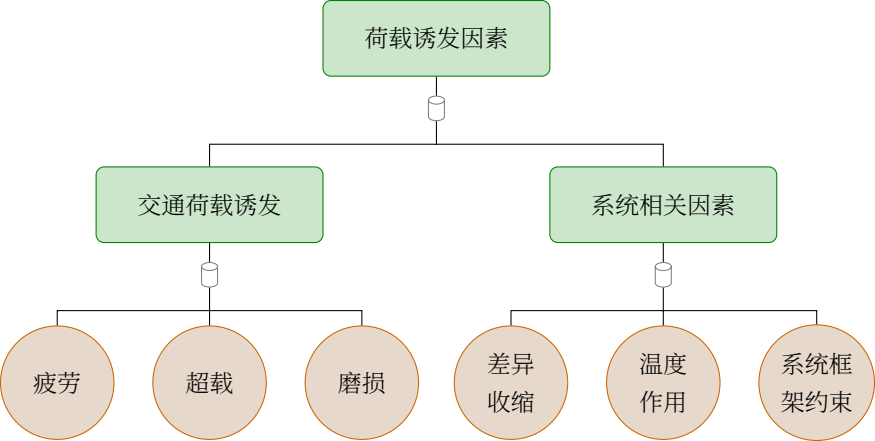 荷载诱发因素
交通荷载诱发
系统相关因素
疲劳
超载
磨损
差异
收缩
温度
作用
系统框
架约束